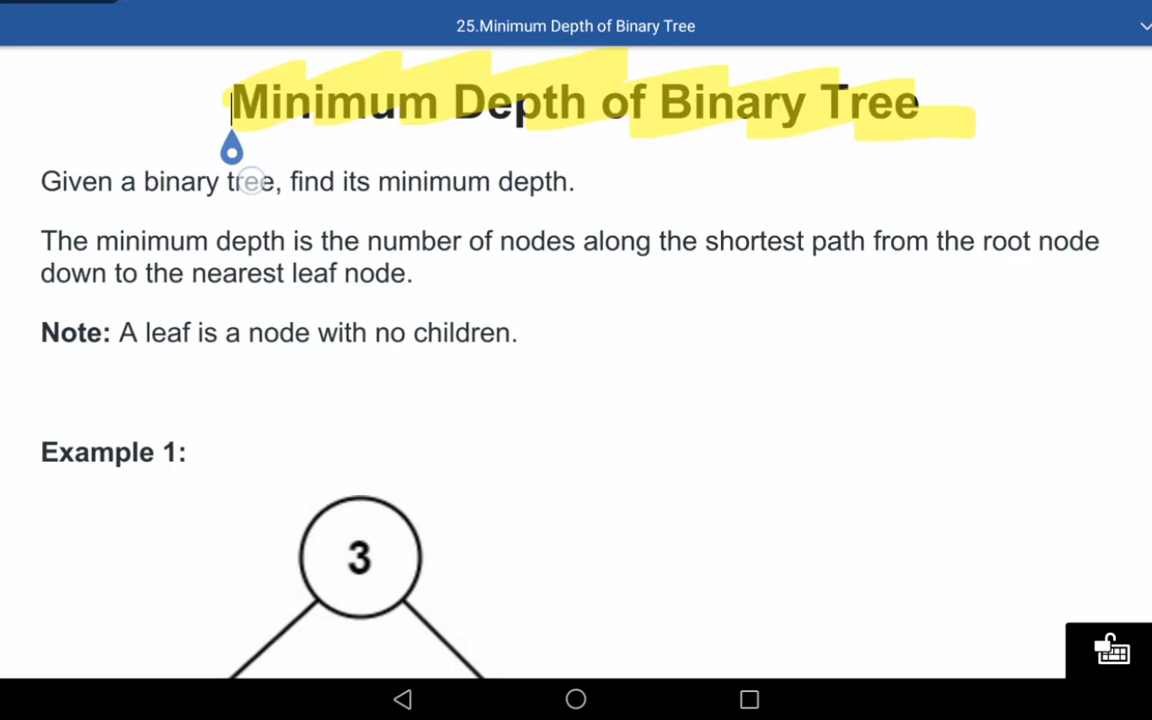 25.Minimum Depth of Binary Tree
Minimum Depth of Binary Tree
Given a binary tree, find its minimum depth.
The minimum depth is the number of nodes along the shortest path from the root node
down to the nearest leaf node.
Note: A leaf is a node with no children.
Example 1:
3